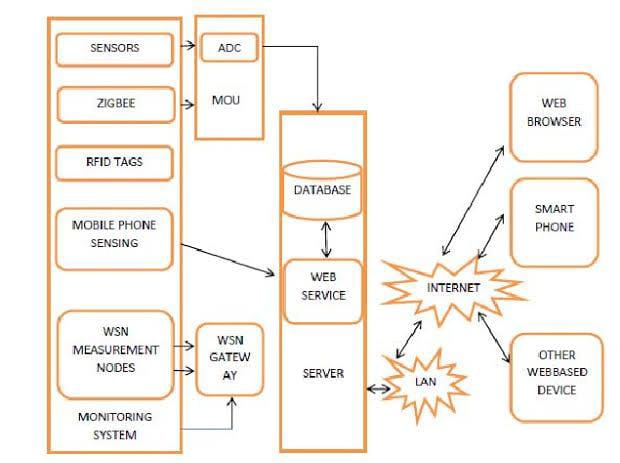 SENSORS
ZIGBEE
RFID TAGS
MOBILE PHONE
SENSING
WSN
MEASUREMENT
NODES
MONITORING
SYSTEM
ADC
MOU
WSN
GATEW
AY
DATABASE
WEB
SERVICE
SERVER
INTERNET
LAN
WEB
BROWSER
SMART
PHONE
OTHER
WEBBASED
DEVICE